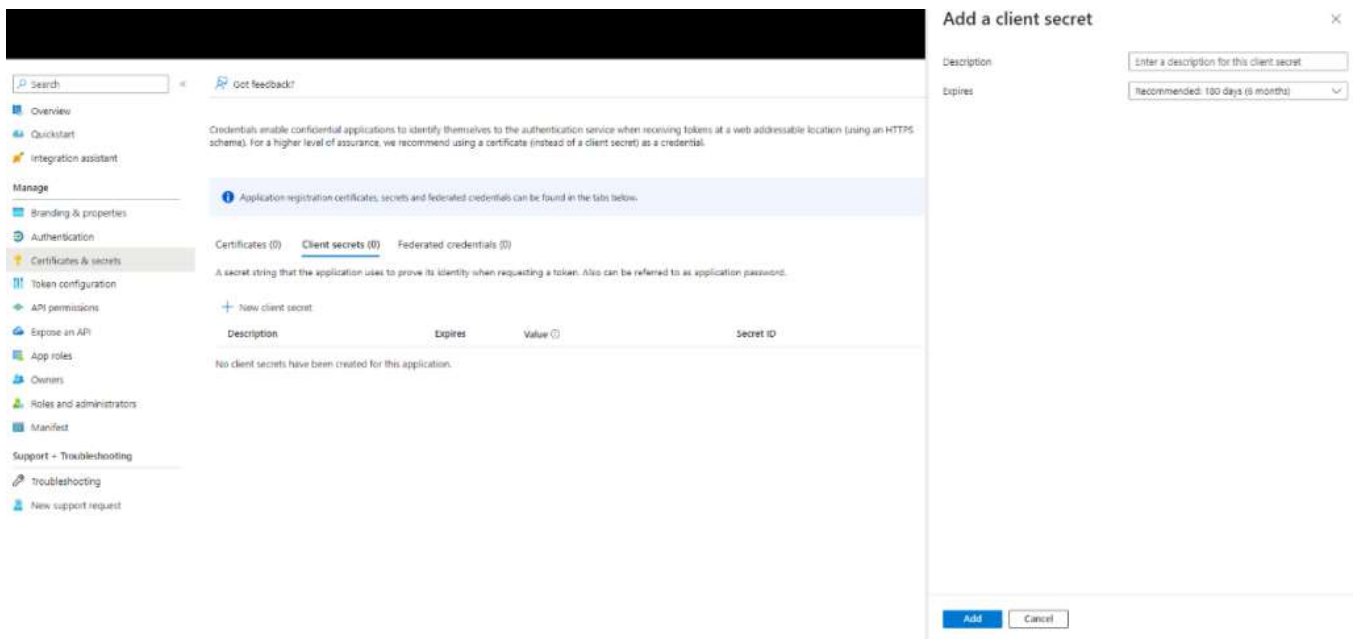 Search
«
Overview
Quickstart
Integration assistant
Manage
Branding & properties
Authentication
Certificates & secrets
Token configuration
API permissions
Expose an API
App roles
Owners
Roles and administrators
Manifest
Support + Troubleshooting
Troubleshooting
New support request
Got feedback?
Credentials enable confidential applications to identify themselves to the authentication service when receiving tokens at a web addressable location (using an HTTPS
scheme). For a higher level of assurance, we recommend using a certificate (instead of a client secret) as a credential.
Application registration certificates, secrets and federated credentials can be found in the tabs below.
Certificates (0) Client secrets (0) Federated credentials (0)
A secret string that the application uses to prove its identity when requesting a token. Also can be referred to as application password.
+ New client secret
Description Expires Value Secret ID
No client secrets have been created for this application.
Add a client secret
Description Enter a description for this client secret
Expires Recommended: 180 days (6 months)
Add Cancel